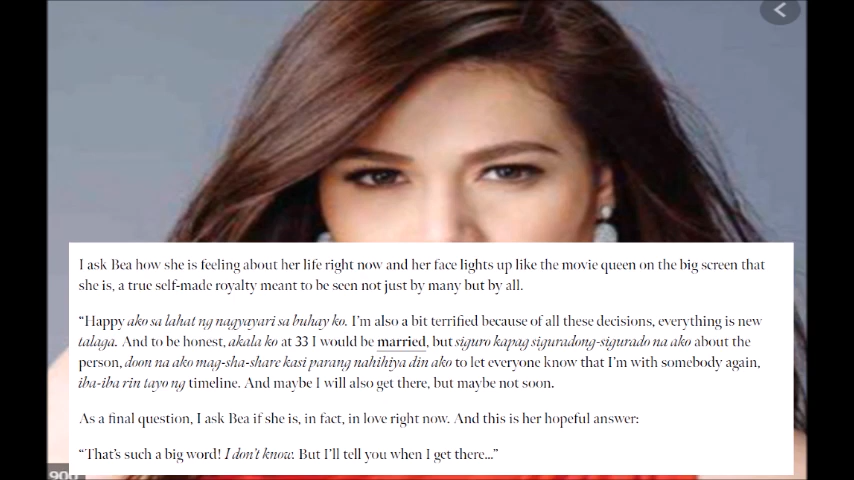 I ask Bea how she is feeling about her life right now and her face lights up like the movie queen on the big screen that
she is, a true self-made royalty meant to be seen not just by many but by all.
“Happy ako sa lahat ng nagyayari sa buhay ko. I’m also a bit terrified because of all these decisions, everything is new
talaga. And to be honest, akala ko at 33 I would be married, but siguro kapag siguradong-sigurado na ako about the
person, doon na ako mag-sha-share kasi parang nahihiya din ako to let everyone know that I’m with somebody again,
iba-iba rin tayo ng timeline. And maybe I will also get there, but maybe not soon.
As a final question, I ask Bea if she is, in fact, in love right now. And this is her hopeful answer:
“That’s such a big word! I don’t know. But I’ll tell you when I get there...”